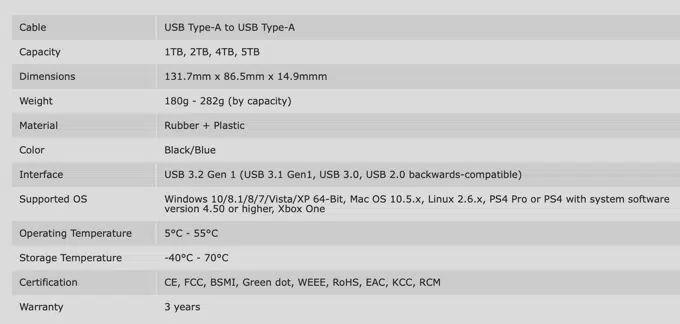 Cable USB Type-A to USB Type-A
Capacity 1TB, 2TB, 4TB, 5TB
Dimensions 131.7mm x 86.5mm x 14.9mmm
Weight 180g - 282g (by capacity)
Material Rubber + Plastic
Color Black/Blue
Interface USB 3.2 Gen 1 (USB 3.1 Gen1, USB 3.0, USB 2.0 backwards-compatible)
Supported OS Windows 10/8.1/8/7/Vista/XP 64-Bit, Mac OS 10.5.x, Linux 2.6.x, PS4 Pro or PS4 with system software
version 4.50 or higher, Xbox One
Operating Temperature 5°C - 55°C
Storage Temperature -40°C - 70°C
Certification CE, FCC, BSMI, Green dot, WEEE, RoHS, EAC, KCC, RCM
Warranty 3 years